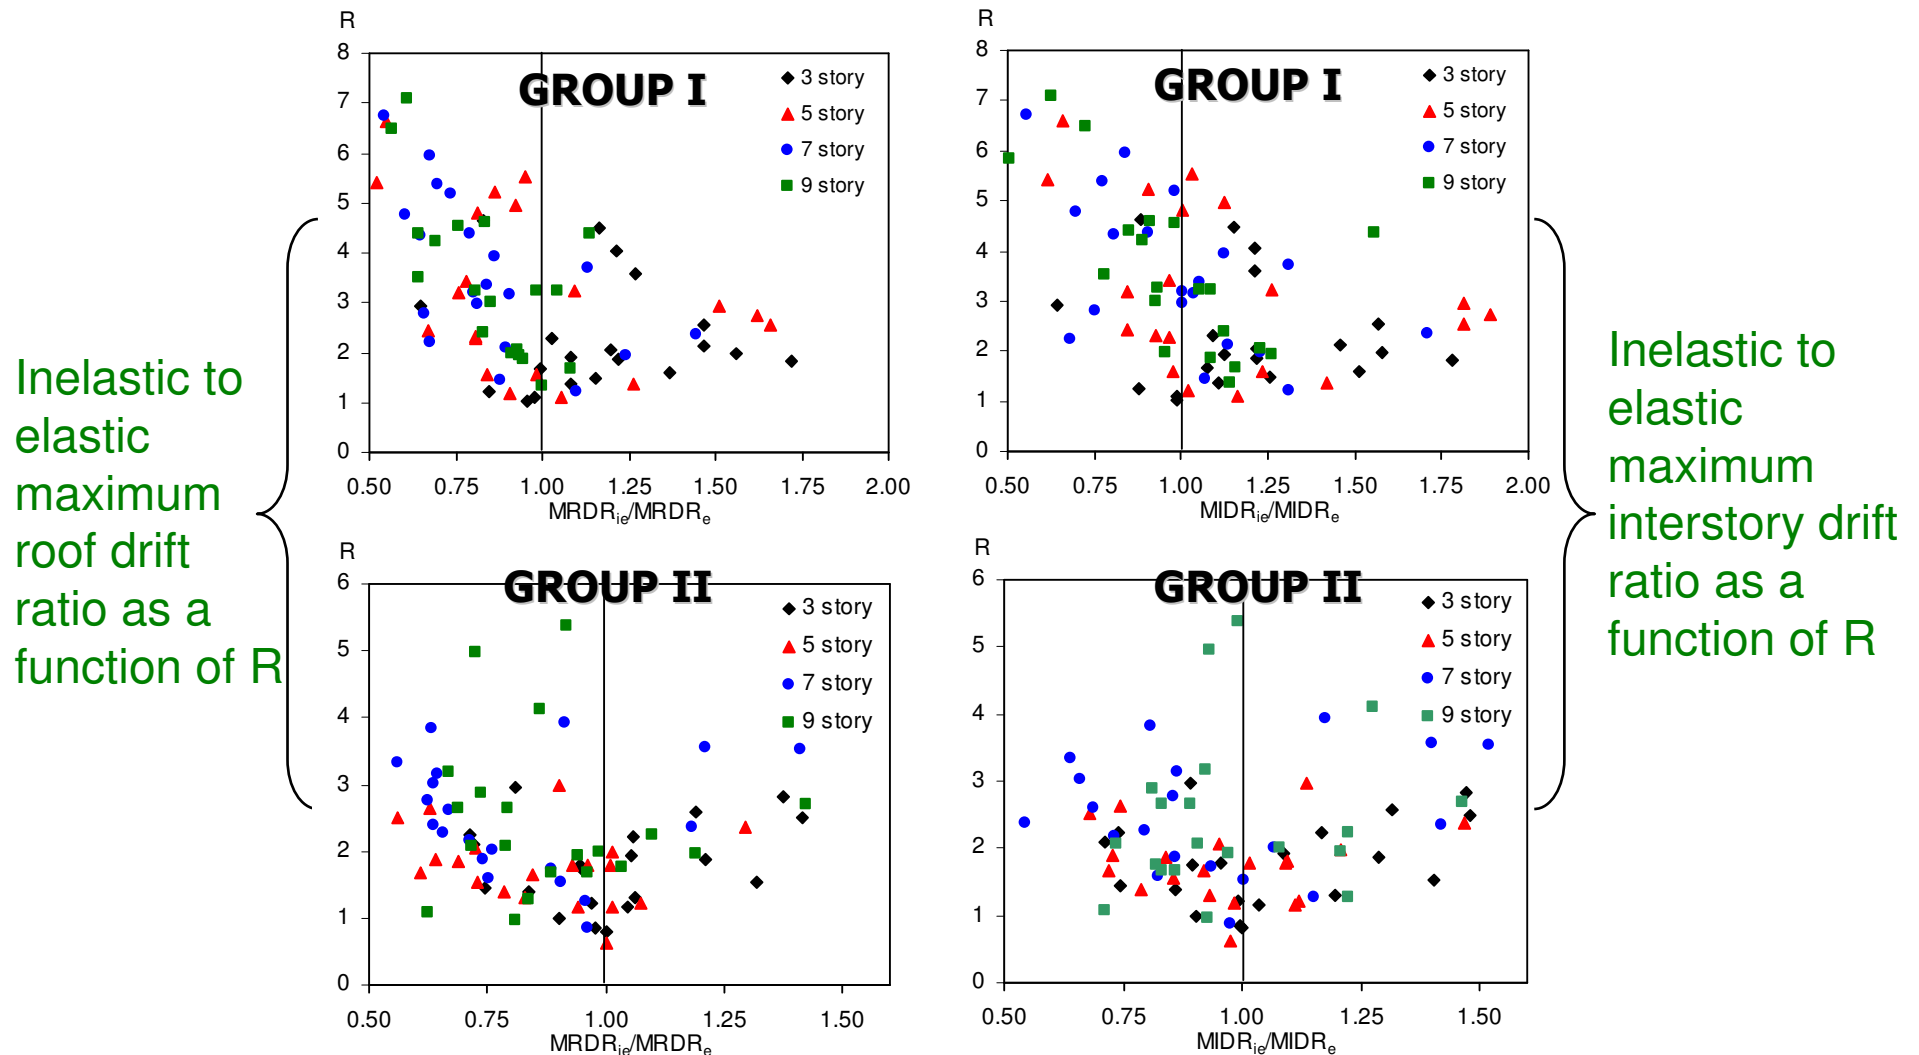 Inelastic to
elastic
maximum
roof drift
ratio as a
function of R
R
GROUP I
8
7
6
5
4
3
2
1
0
3 story
5 story
7 story
9 story
0.50 0.75 1.00 1.25 1.50 1.75 2.00
MRDRie/MRDRe
R
GROUP I
8
7
6
5
4
3
2
1
0
3 story
5 story
7 story
9 story
0.50 0.75 1.00 1.25 1.50 1.75 2.00
MIDRie/MIDRe
R
GROUP II
6
5
4
3
2
1
0
3 story
5 story
7 story
9 story
0.50 0.75 1.00 1.25 1.50
MRDRie/MRDRe
R
GROUP II
6
5
4
3
2
1
0
3 story
5 story
7 story
9 story
0.50 0.75 1.00 1.25 1.50
MIDRie/MIDRe
Inelastic to
elastic
maximum
interstory drift
ratio as a
function of R